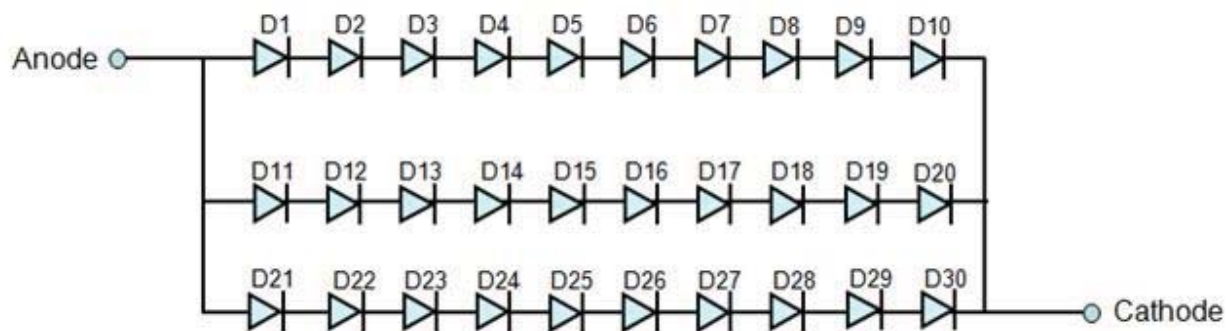 D1 D2 D3 D4 D5 D6 D7 D8 D9 D10
Anode
D11 D12 D13 D14 D15 D16 D17 D18 D19 D20
D21 D22 D23 D24 D25 D26 D27 D28 D29 D30
Cathode